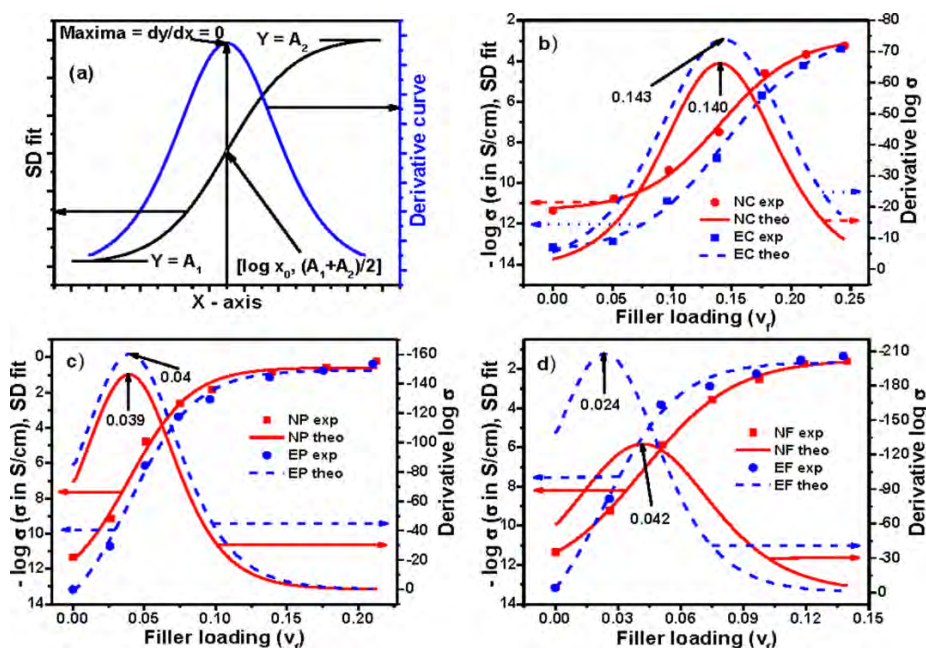 Maxima = dy/dx = 0
Y = A2
(a)
SD fit
Derivative curve
Y = A1
[log x0, (A1+A2)/2]
X - axis
b)
2
4
6
8
10
12
14
-80
-70
-60
-50
-40
-30
-20
-10
0
0.143
0.140
NC exp
NC theo
EC exp
EC theo
- log σ (σ in S/cm), SD fit
Derivative log σ
0.00 0.05 0.10 0.15 0.20 0.25
Filler loading (vf)
c)
0
2
4
6
8
10
12
14
-160
-140
-120
-100
-80
-60
-40
-20
0
0.04
0.039
NP exp
NP theo
EP exp
EP theo
- log σ (σ in S/cm), SD fit
Derivative log σ
0.00 0.05 0.10 0.15 0.20
Filler loading (vf)
d)
2
4
6
8
10
12
14
-210
-180
-150
-120
-90
-60
-30
0
0.024
0.042
NF exp
NF theo
EF exp
EF theo
- log σ (σ in S/cm), SD fit
Derivative log σ
0.00 0.03 0.06 0.09 0.12
Filler loading (vf)